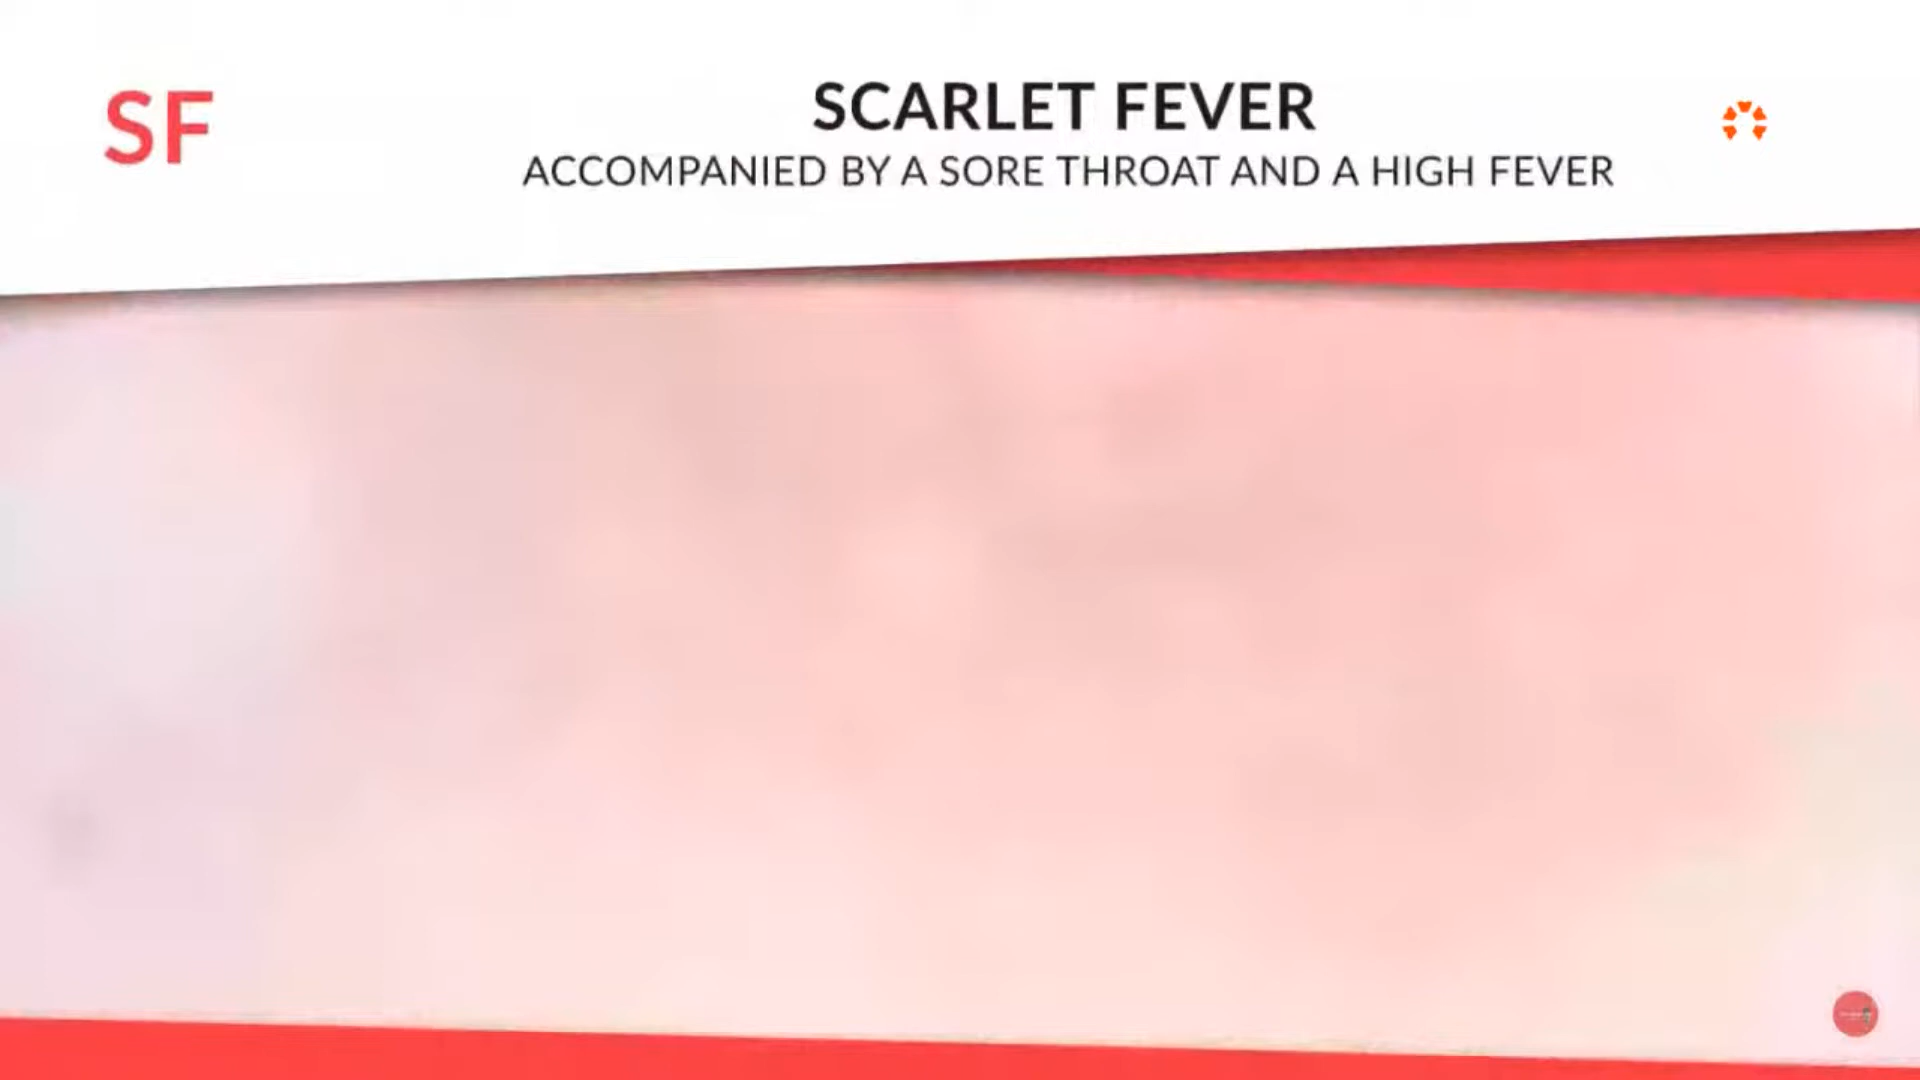 SF
SCARLET FEVER
ACCOMPANIED BY A SORE THROAT AND A HIGH FEVER